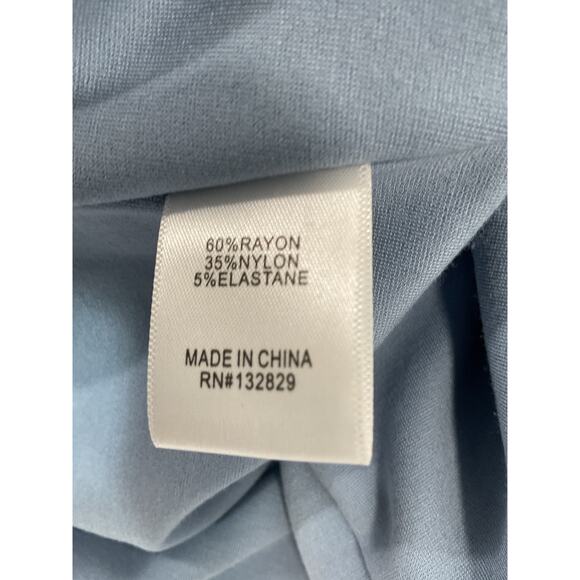 60%RAYON
35%NYLON
5%ELASTANE
MADE IN CHINA
RN#132829